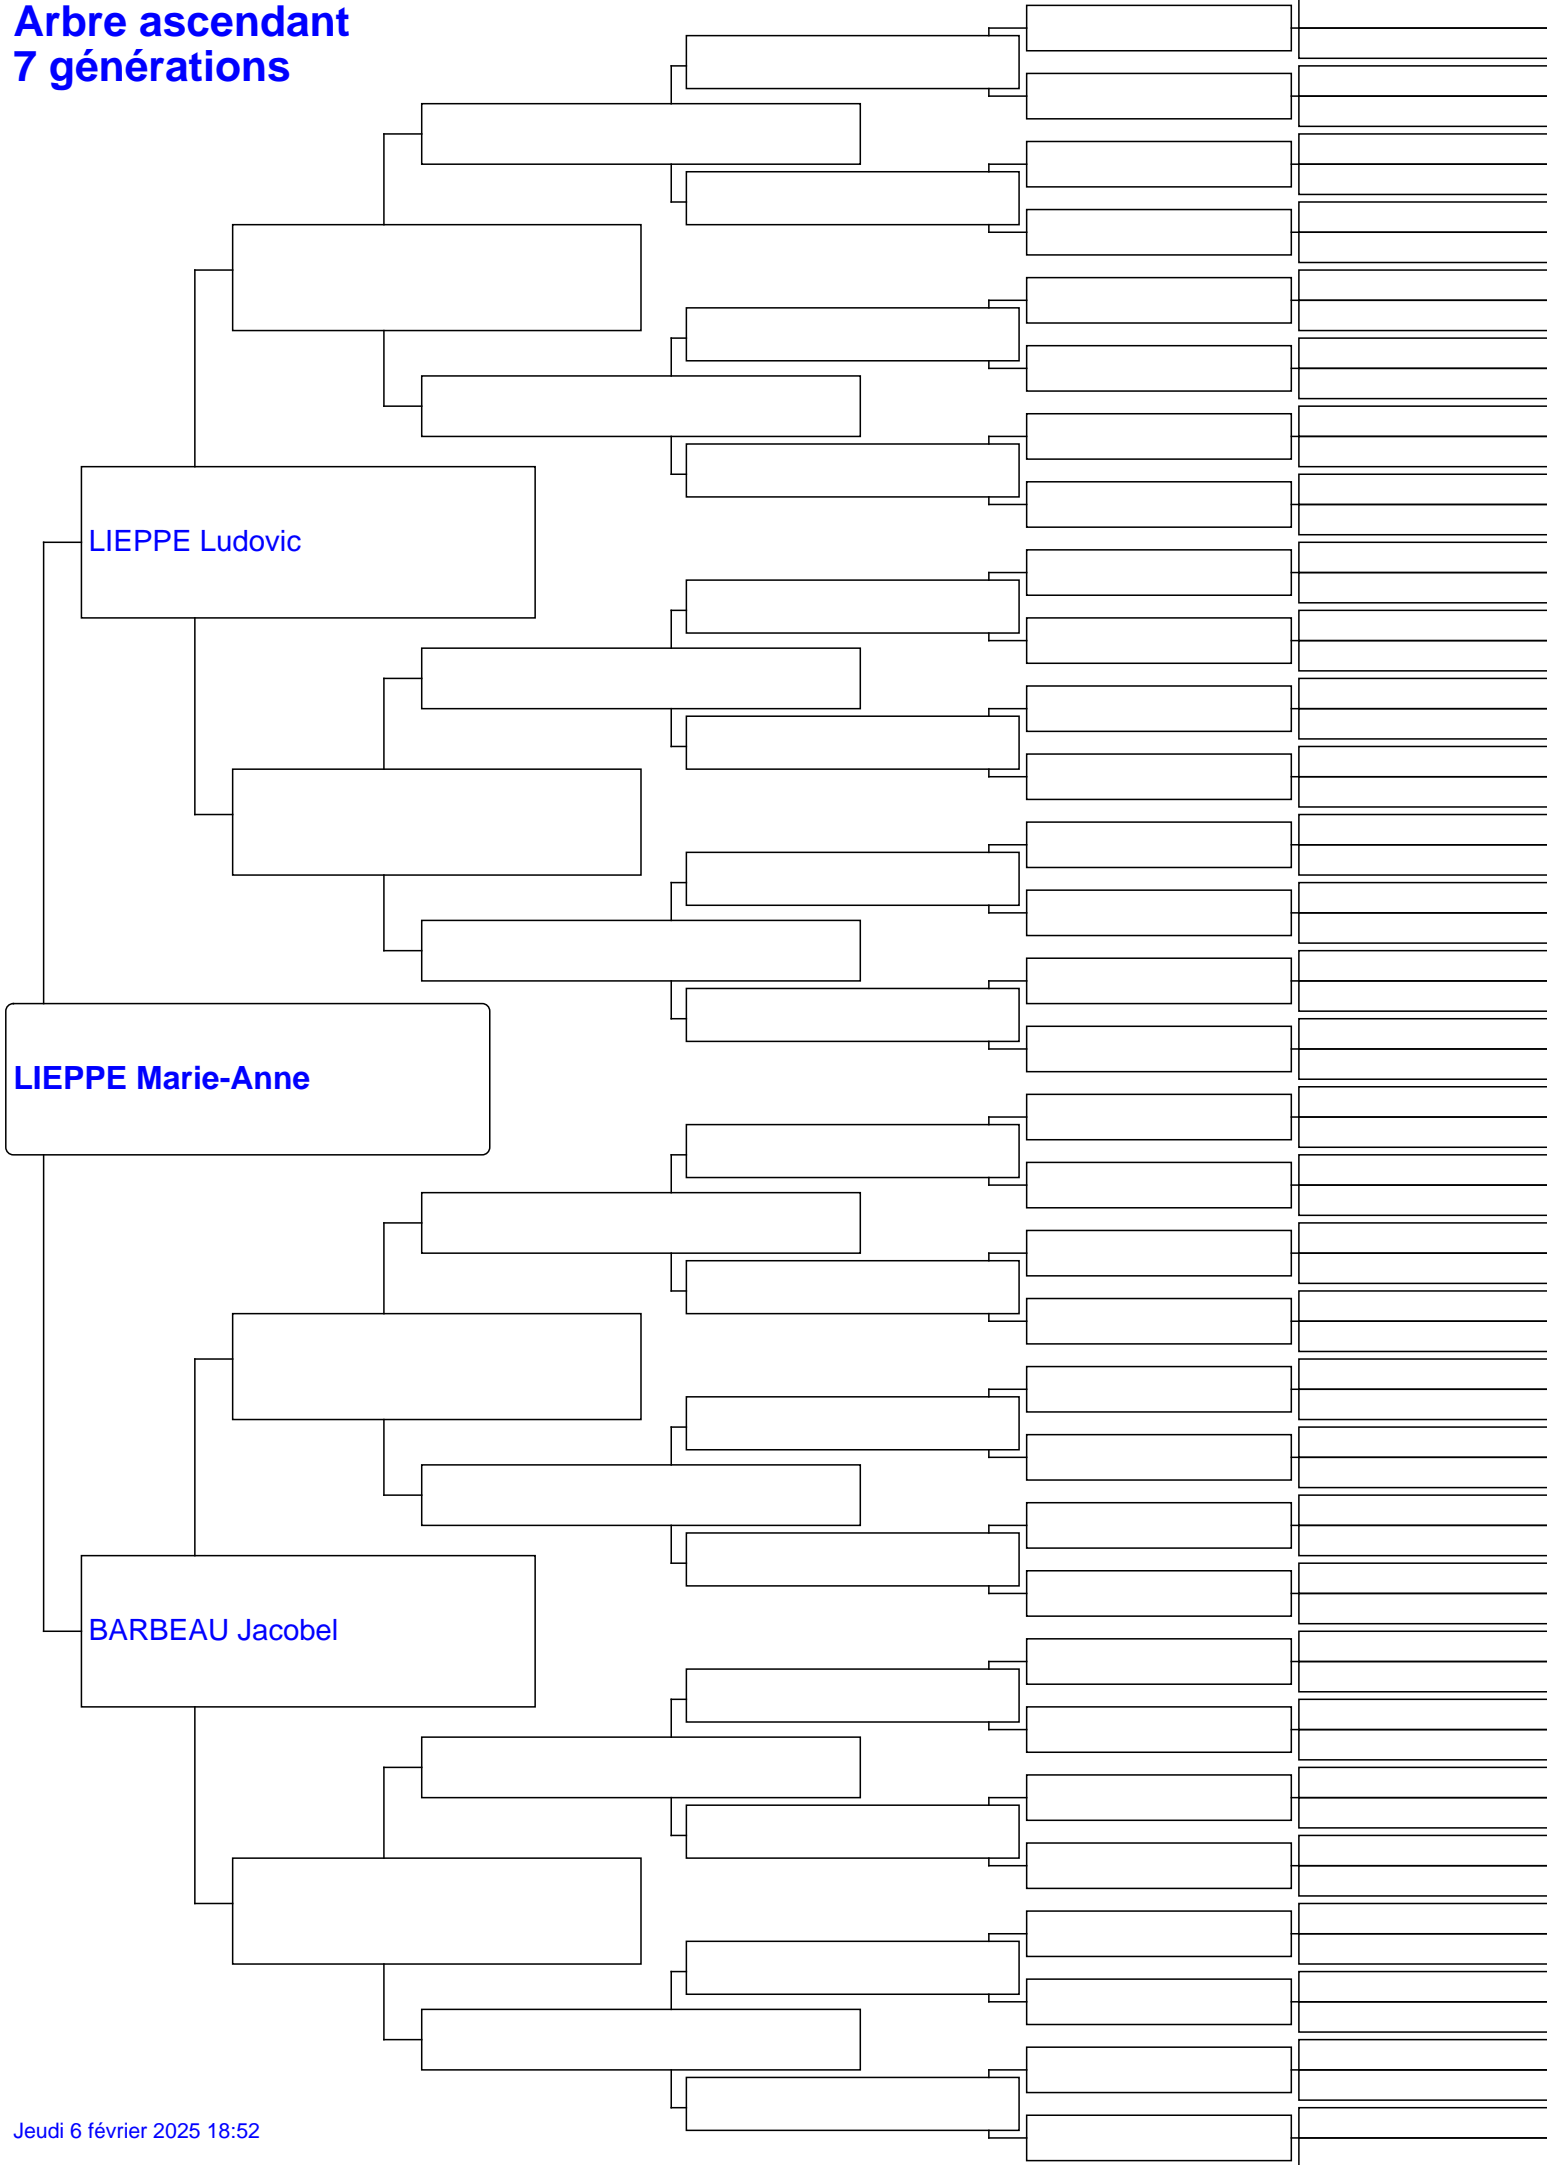 Arbre ascendant
7 générations
LIEPPE Ludovic
LIEPPE Marie-Anne
BARBEAU Jacobel
Jeudi 6 février 2025 18:52